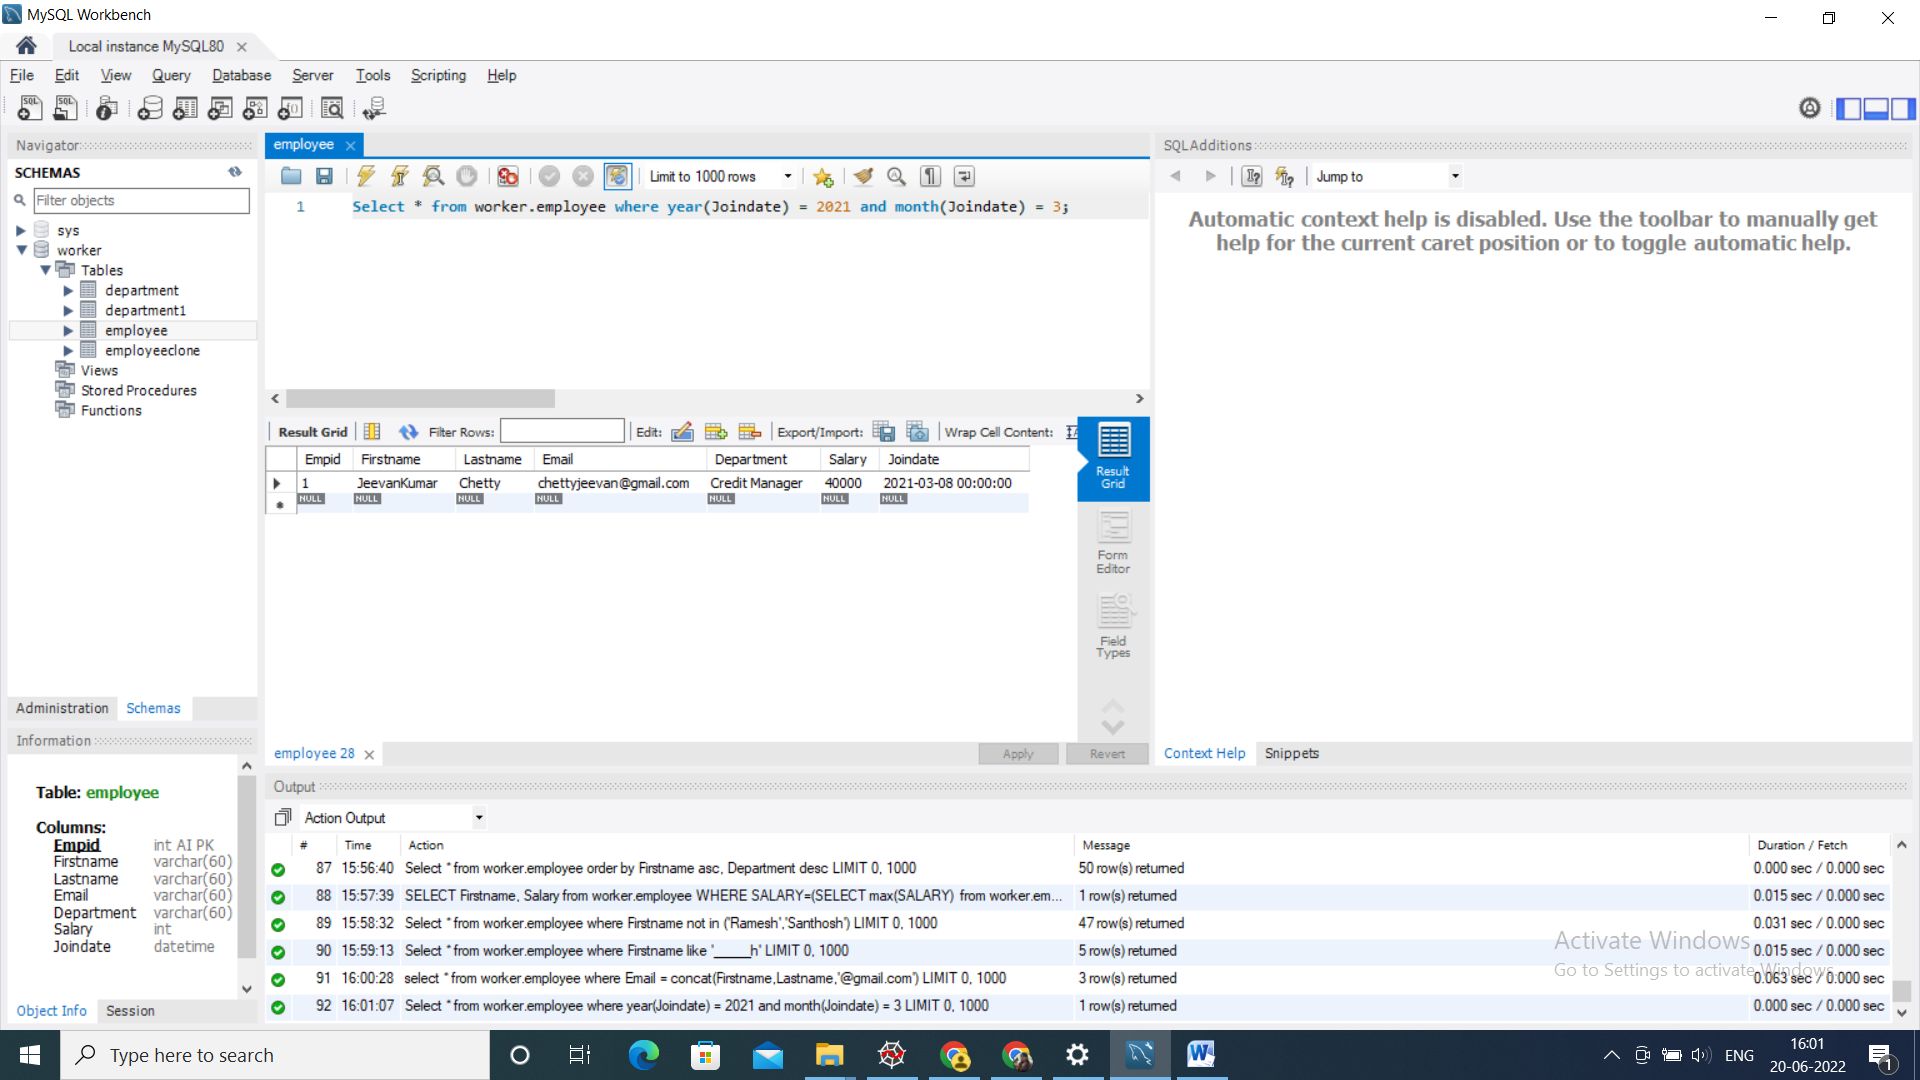 MySQL Workbench
Local instance MySQL80
File Edit View Query Database Server Tools Scripting Help
Navigator
SCHEMAS
Filter objects
sys
worker
Tables
department
department1
employee
employeeclone
Views
Stored Procedures
Functions
Administration Schemas
Information
Table: employee
Columns:
Empid int AI PK
Firstname varchar(60)
Lastname varchar(60)
Email varchar(60)
Department varchar(60)
Salary int
Joindate datetime
Object Info Session
employee
Limit to 1000 rows
1 Select * from worker.employee where year(Joindate) = 2021 and month(Joindate) = 3;
Result Grid Filter Rows: Edit: Export/Import: Wrap Cell Content:
Empid Firstname Lastname Email Department Salary Joindate
1 JeevanKumar Chetty chettyjeevan@gmail.com Credit Manager 40000 2021-03-08 00:00:00
NULL NULL NULL NULL NULL NULL NULL
Result
Grid
Form
Editor
Field
Types
employee 28 Apply Revert
SQLAdditions
Jump to
Automatic context help is disabled. Use the toolbar to manually get
help for the current caret position or to toggle automatic help.
Context Help Snippets
Output
Action Output
# Time Action Message Duration / Fetch
87 15:56:40 Select * from worker.employee order by Firstname asc, Department desc LIMIT 0, 1000 50 row(s) returned 0.000 sec / 0.000 sec
88 15:57:39 SELECT Firstname, Salary from worker.employee WHERE SALARY=(SELECT max(SALARY) from worker.em... 1 row(s) returned 0.015 sec / 0.000 sec
89 15:58:32 Select * from worker.employee where Firstname not in ('Ramesh','Santhosh') LIMIT 0, 1000 47 row(s) returned 0.031 sec / 0.000 sec
90 15:59:13 Select * from worker.employee where Firstname like '_____h' LIMIT 0, 1000 5 row(s) returned 0.015 sec / 0.000 sec
91 16:00:28 select * from worker.employee where Email = concat(Firstname,Lastname,'@gmail.com') LIMIT 0, 1000 3 row(s) returned 0.063 sec / 0.000 sec
92 16:01:07 Select * from worker.employee where year(Joindate) = 2021 and month(Joindate) = 3 LIMIT 0, 1000 1 row(s) returned 0.000 sec / 0.000 sec
Activate Windows
Go to Settings to activate Windows.
Type here to search
ENG
16:01
20-06-2022
1